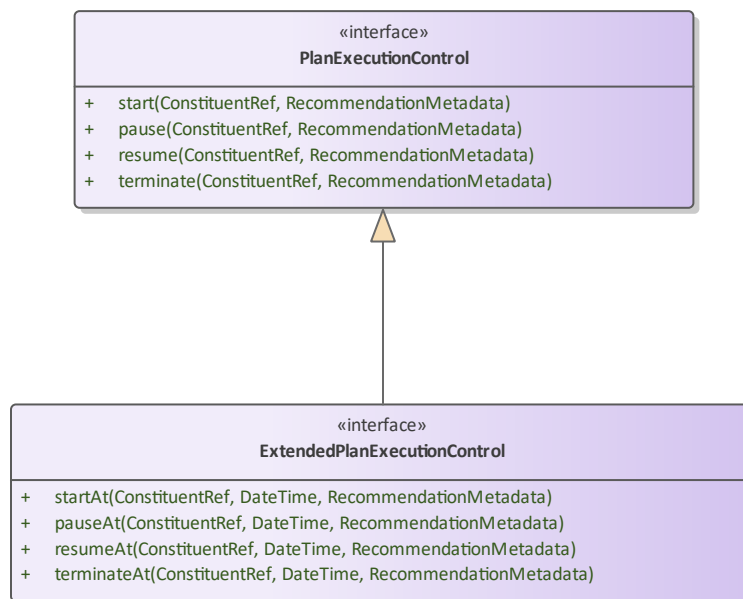 «interface»
PlanExecutionControl
+ start(ConstituentRef, RecommendationMetadata)
+ pause(ConstituentRef, RecommendationMetadata)
+ resume(ConstituentRef, RecommendationMetadata)
+ terminate(ConstituentRef, RecommendationMetadata)
«interface»
ExtendedPlanExecutionControl
+ startAt(ConstituentRef, DateTime, RecommendationMetadata)
+ pauseAt(ConstituentRef, DateTime, RecommendationMetadata)
+ resumeAt(ConstituentRef, DateTime, RecommendationMetadata)
+ terminateAt(ConstituentRef, DateTime, RecommendationMetadata)